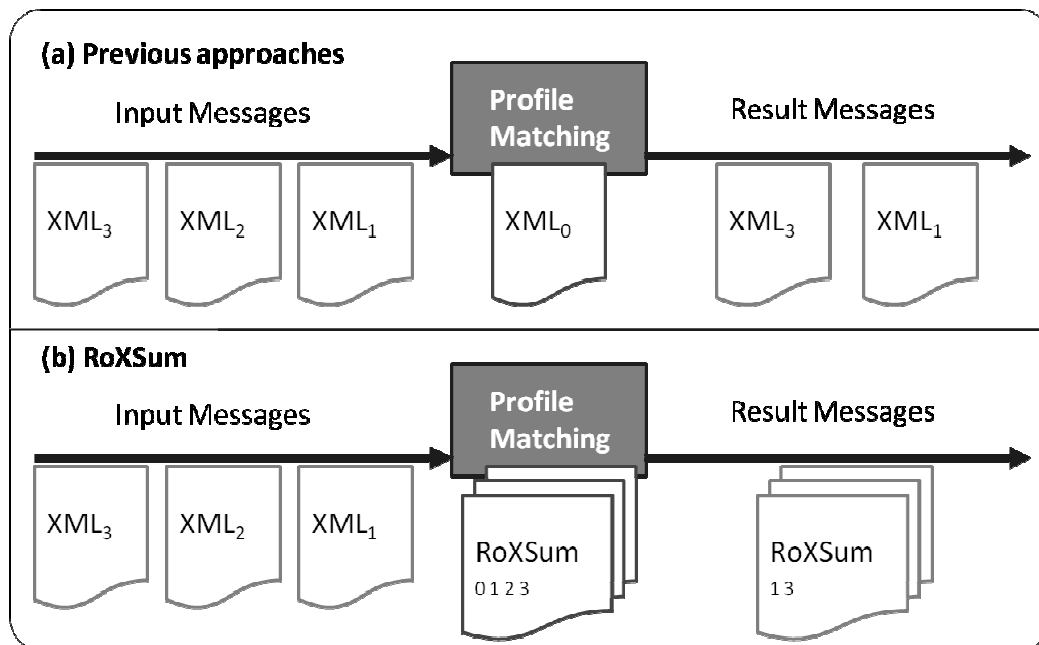 (a) Previous approaches
Input Messages
Profile
Matching
Result Messages
XML₃
XML₂
XML₁
XML₀
XML₃
XML₁
(b) RoXSum
Input Messages
Profile
Matching
Result Messages
XML₃
XML₂
XML₁
RoXSum
0 1 2 3
RoXSum
1 3